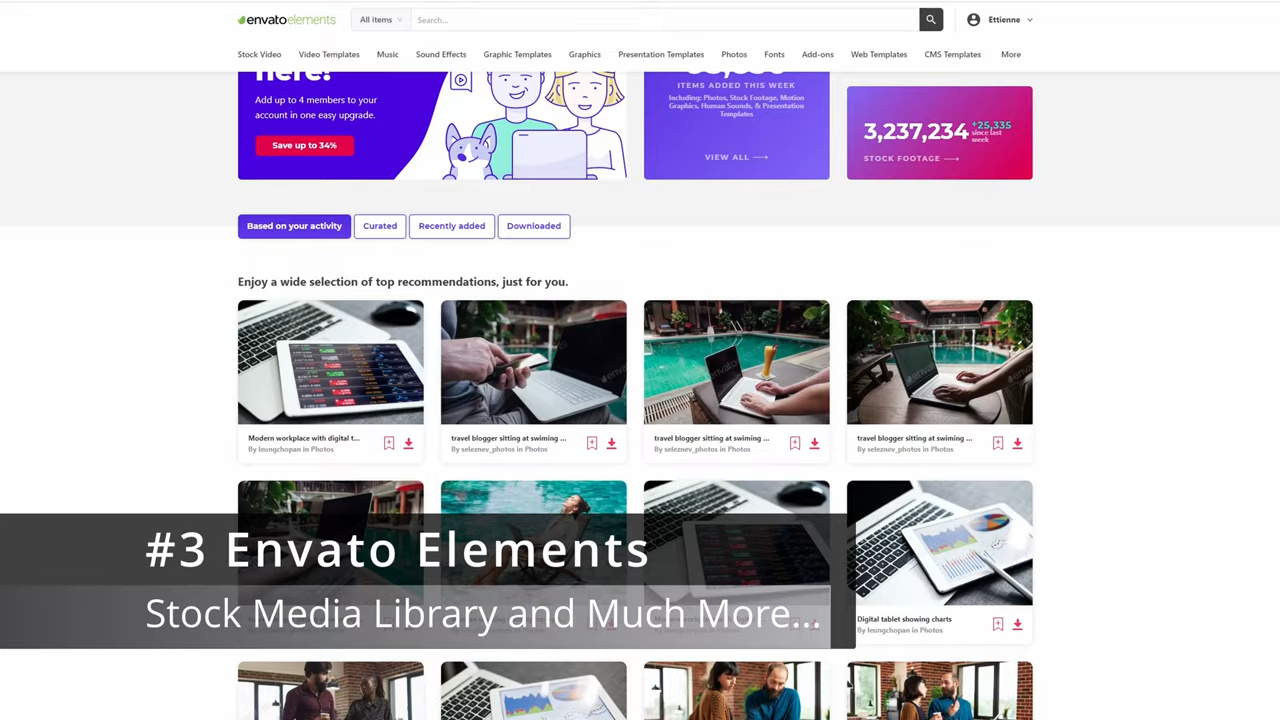 envatoelements
All items
Search...
Ettienne
Stock Video Video Templates Music Sound Effects Graphic Templates Graphics Presentation Templates Photos Fonts Add-ons Web Templates CMS Templates More
here!
Add up to 4 members to your
account in one easy upgrade.
Save up to 34%
ITEMS ADDED THIS WEEK
Including: Photos, Stock Footage, Motion
Graphics, Human Sounds, & Presentation
Templates
VIEW ALL
3,237,234
+25,335
since last
week
STOCK FOOTAGE
Based on your activity Curated Recently added Downloaded
Enjoy a wide selection of top recommendations, just for you.
Modern workplace with digital t...
By leungchopan in Photos
travel blogger sitting at swiming ...
By seleznev_photos in Photos
travel blogger sitting at swiming ...
By seleznev_photos in Photos
travel blogger sitting at swiming ...
By seleznev_photos in Photos
#3 Envato Elements
Stock Media Library and Much More...
Digital tablet showing charts
By leungchopan in Photos